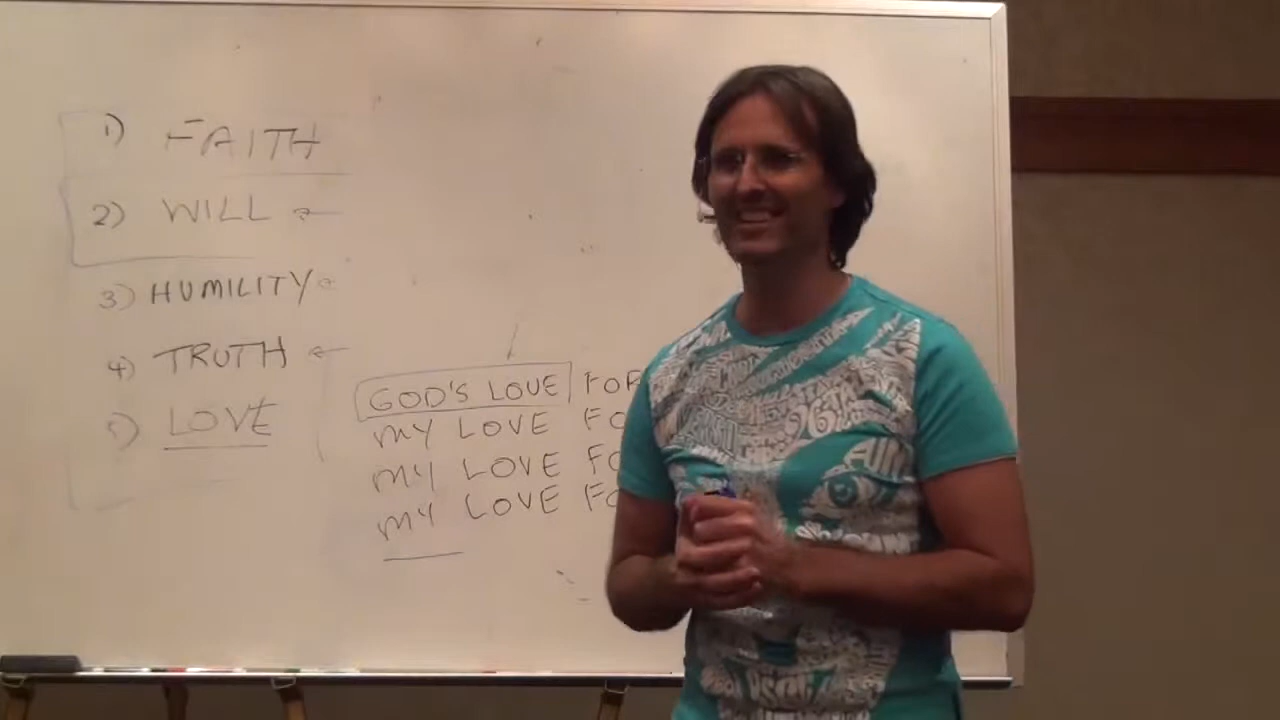 1) FAITH
2) WILL
3) HUMILITY
4) TRUTH
5) LOVE
GOD'S LOVE FOR
MY LOVE FO
MY LOVE FO
MY LOVE FO